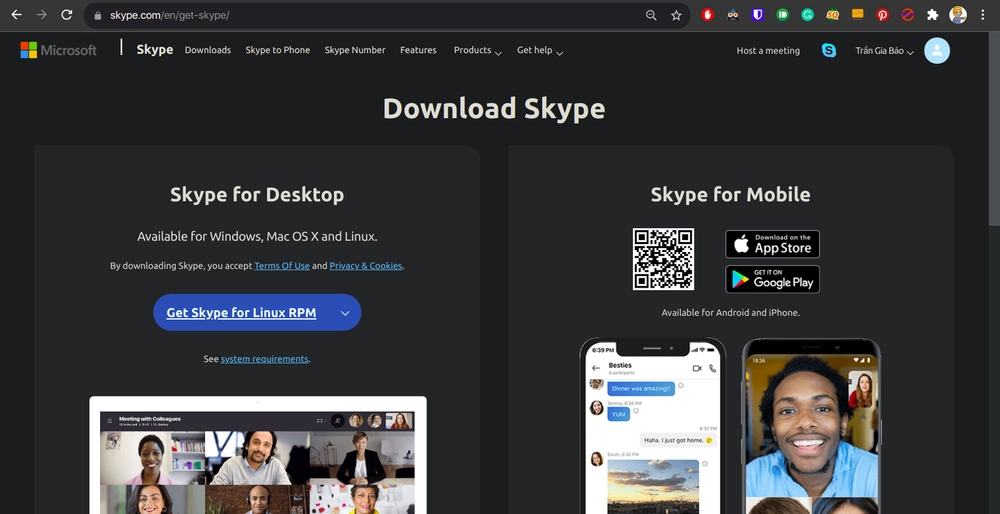 skype.com/en/get-skype/
Microsoft
Skype
Downloads
Skype to Phone
Skype Number
Features
Products
Get help
Host a meeting
Trần Gia Bảo
Download Skype
Skype for Desktop
Available for Windows, Mac OS X and Linux.
By downloading Skype, you accept Terms Of Use and Privacy & Cookies.
Get Skype for Linux RPM
See system requirements.
Meeting with Colleagues
Skype for Mobile
Download on the
App Store
GET IT ON
Google Play
Available for Android and iPhone.
6:39 PM
Besties
Dinner was amazing!!
YUM
Haha. I just got home.
18:36